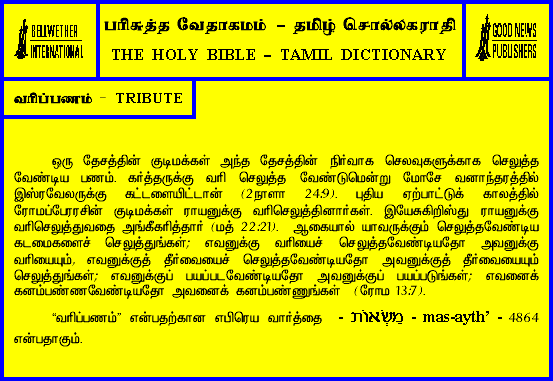 BELLWETHER
INTERNATIONAL
பரிசுத்த வேதாகமம் – தமிழ் சொல்லகராதி
THE HOLY BIBLE – TAMIL DICTIONARY
GOOD NEWS
PUBLISHERS
வரிப்பணம் – TRIBUTE
ஒரு தேசத்தின் குடிமக்கள் அந்த தேசத்தின் நிர்வாக செலவுகளுக்காக செலுத்த
வேண்டிய பணம். கர்த்தருக்கு வரி செலுத்த வேண்டுமென்று மோசே வனாந்தரத்தில்
இஸ்ரவேலருக்கு கட்டளையிட்டான் (2நாளா 24:9). புதிய ஏற்பாட்டுக் காலத்தில்
ரோமப்பேரரசின் குடிமக்கள் ராயனுக்கு வரிசெலுத்தினார்கள். இயேசுகிறிஸ்து ராயனுக்கு
வரிசெலுத்துவதை அங்கீகரித்தார் (மத் 22:21). ஆகையால் யாவருக்கும் செலுத்தவேண்டிய
கடமைகளைச் செலுத்துங்கள்; எவனுக்கு வரியைச் செலுத்தவேண்டியதோ அவனுக்கு
வரியையும், எவனுக்குத் தீர்வையைச் செலுத்தவேண்டியதோ அவனுக்குத் தீர்வையையும்
செலுத்துங்கள்; எவனுக்குப் பயப்படவேண்டியதோ அவனுக்குப் பயப்படுங்கள்; எவனைக்
கனம்பண்ணவேண்டியதோ அவனைக் கனம்பண்ணுங்கள் (ரோம 13:7).
“வரிப்பணம்” என்பதற்கான எபிரெய வார்த்தை - מַשְׂאוֹת - mas-ayth’ - 4864
என்பதாகும்.